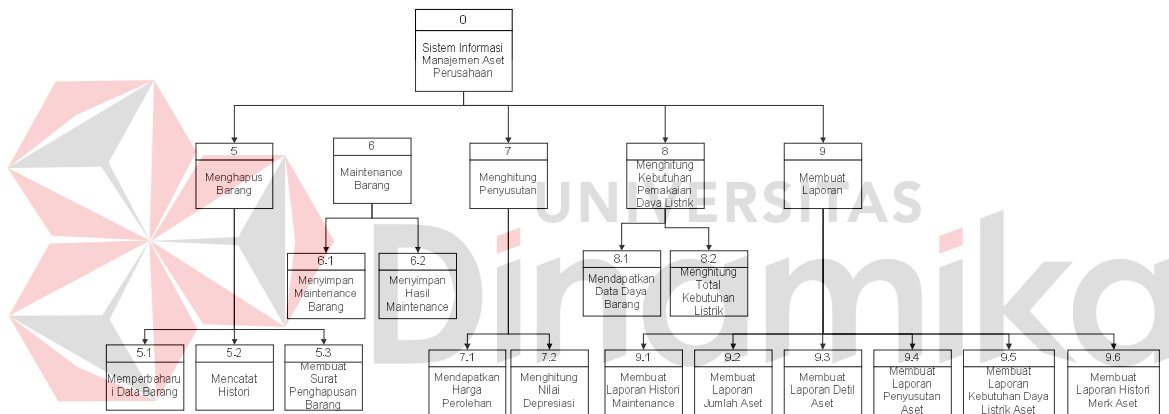 0
Sistem Informasi
Manajemen Aset
Perusahaan
5
Menghapus
Barang
6
Maintenance
Barang
7
Menghitung
Penyusutan
8
Menghitung
Kebutuhan
Pemakaian
Daya Listrik
9
Membuat
Laporan
UNIVERSITAS
Dinamika
6.1
Menyimpan
Maintenance
Barang
6.2
Menyimpan
Hasil
Maintenance
8.1
Mendapatkan
Data Daya
Barang
8.2
Menghitung
Total
Kebutuhan
Listrik
5.1
Memperbaharu
i Data Barang
5.2
Mencatat
Histori
5.3
Membuat
Surat
Penghapusan
Barang
7.1
Mendapatkan
Harga
Perolehan
7.2
Menghitung
Nilai
Depresiasi
9.1
Membuat
Laporan Histori
Maintenance
9.2
Membuat
Laporan
Jumlah Aset
9.3
Membuat
Laporan Detil
Aset
9.4
Membuat
Laporan
Penyusutan
Aset
9.5
Membuat
Laporan
Kebutuhan Daya
Listrik Aset
9.6
Membuat
Laporan Histori
Merk Aset